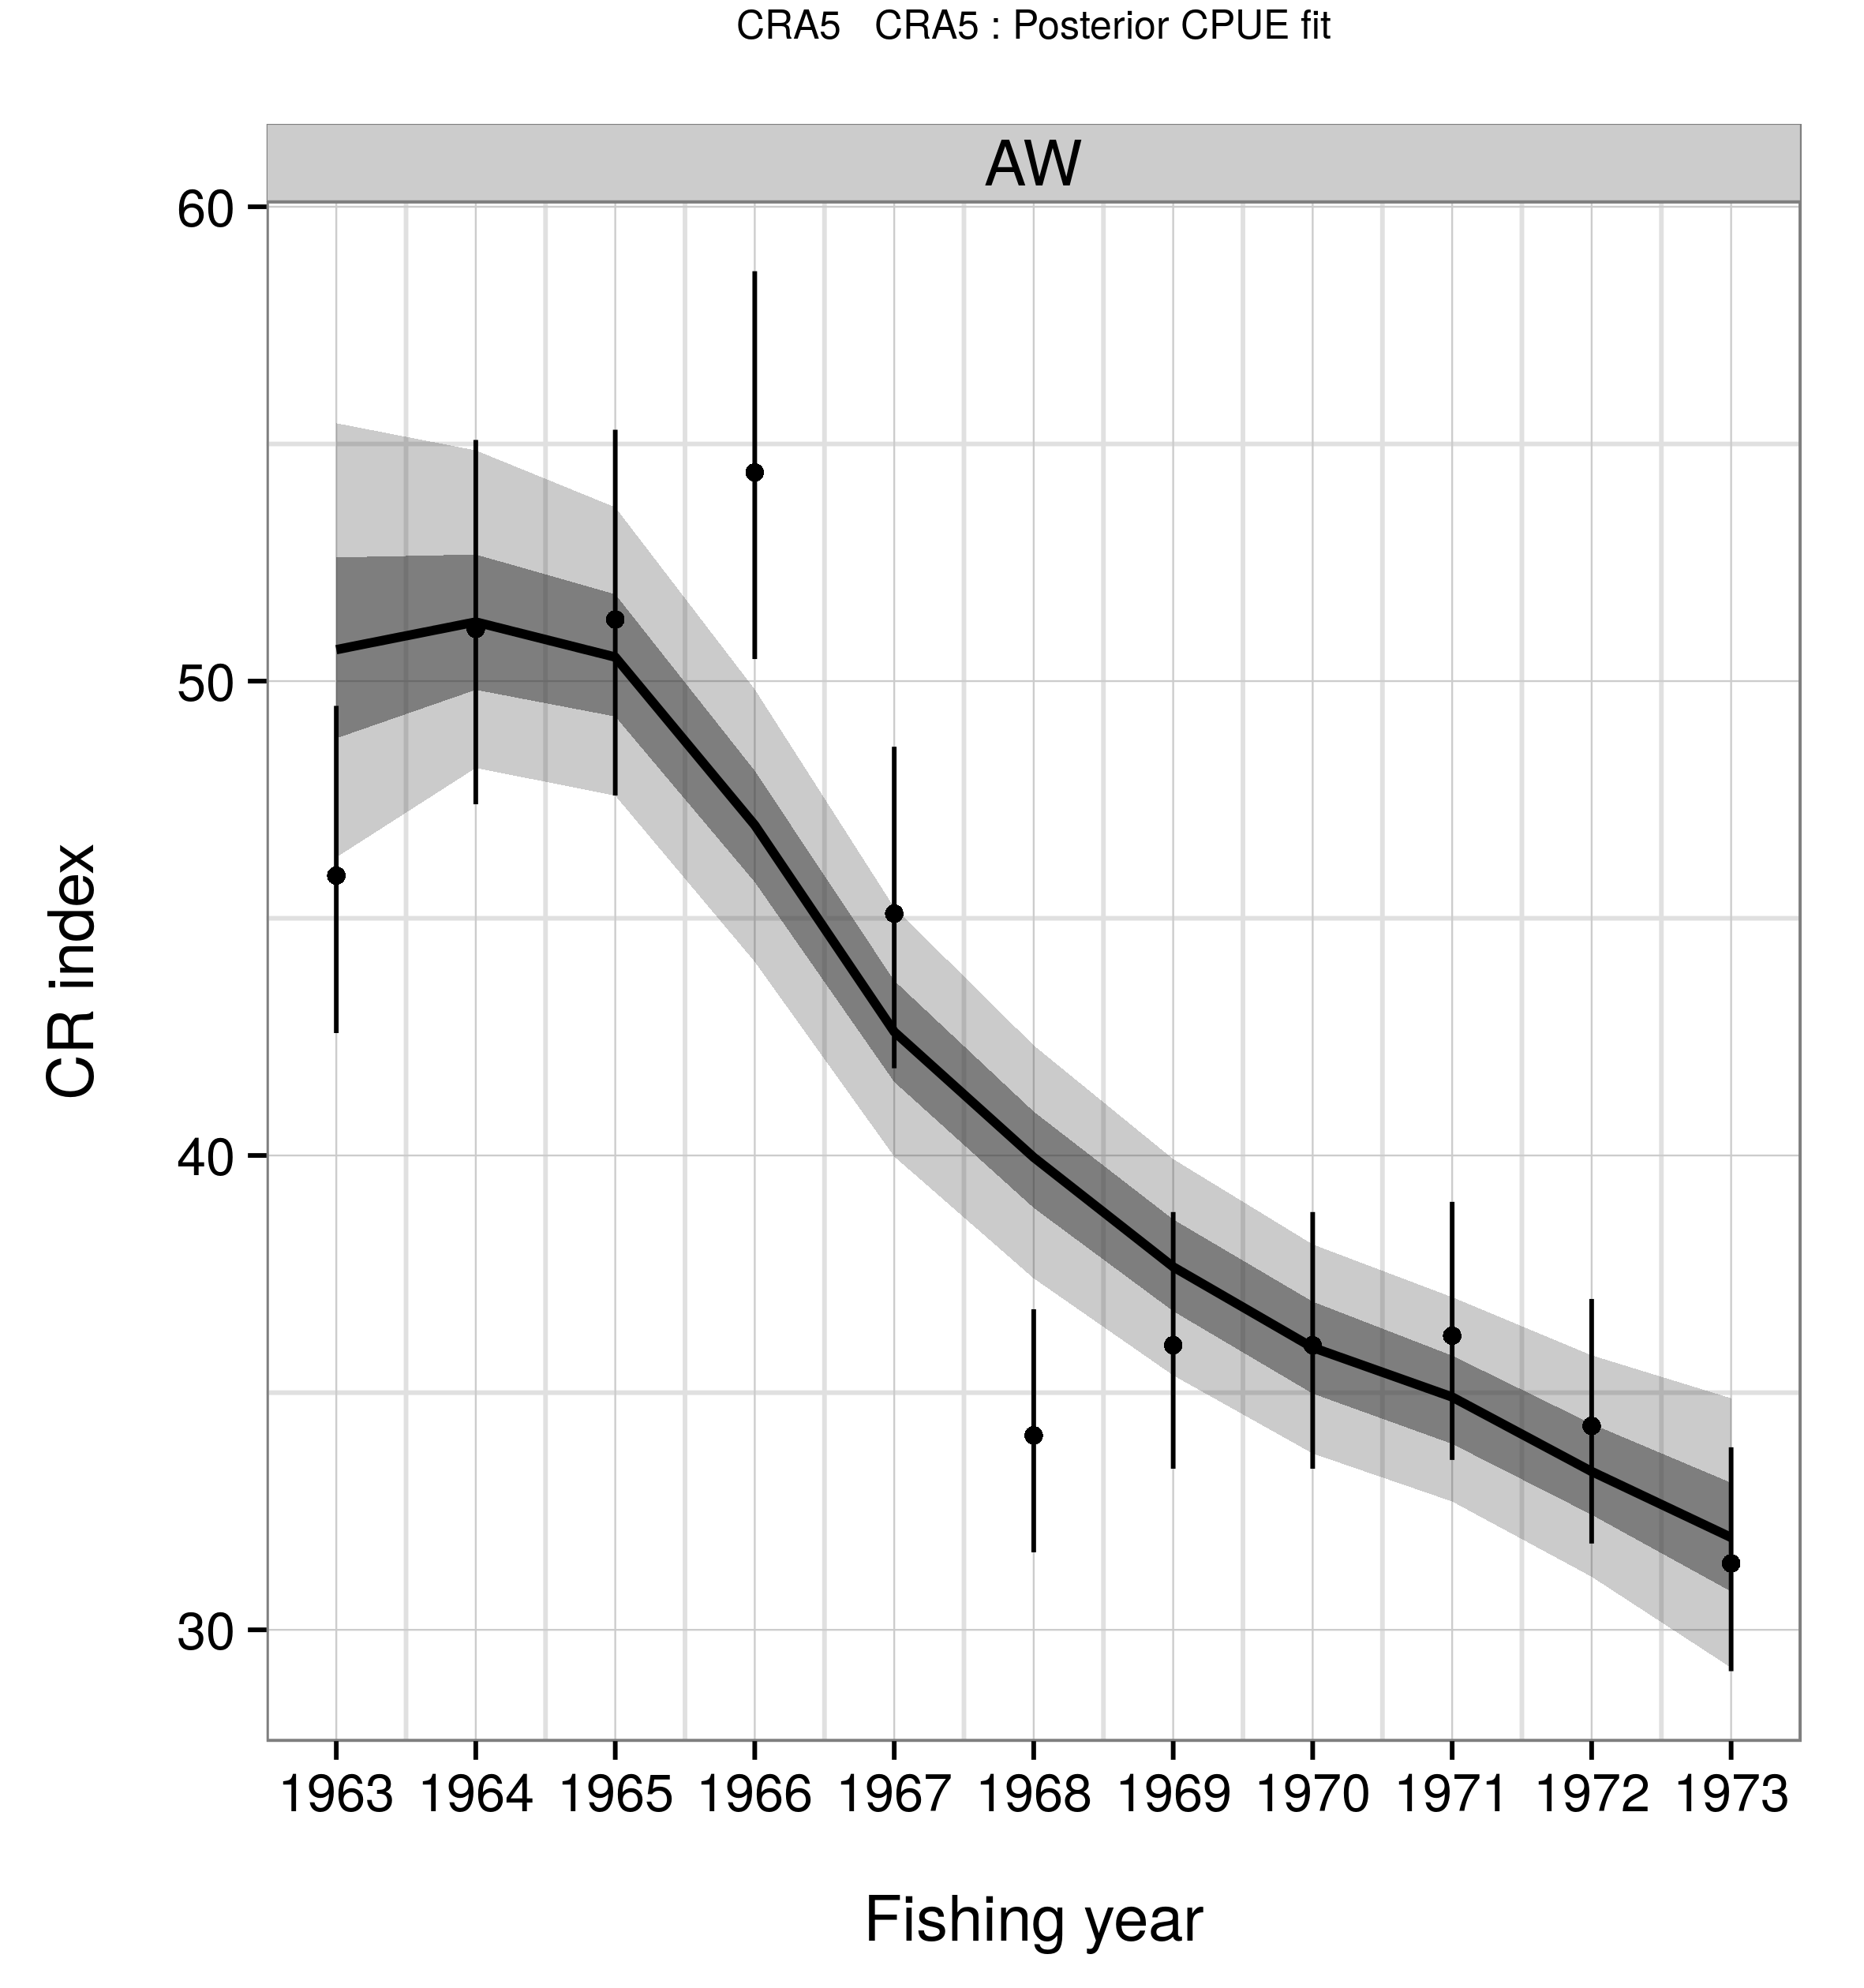 CRA5 CRA5 : Posterior CPUE fit
AW
60
50
40
30
CR index
1963 1964 1965 1966 1967 1968 1969 1970 1971 1972 1973
Fishing year